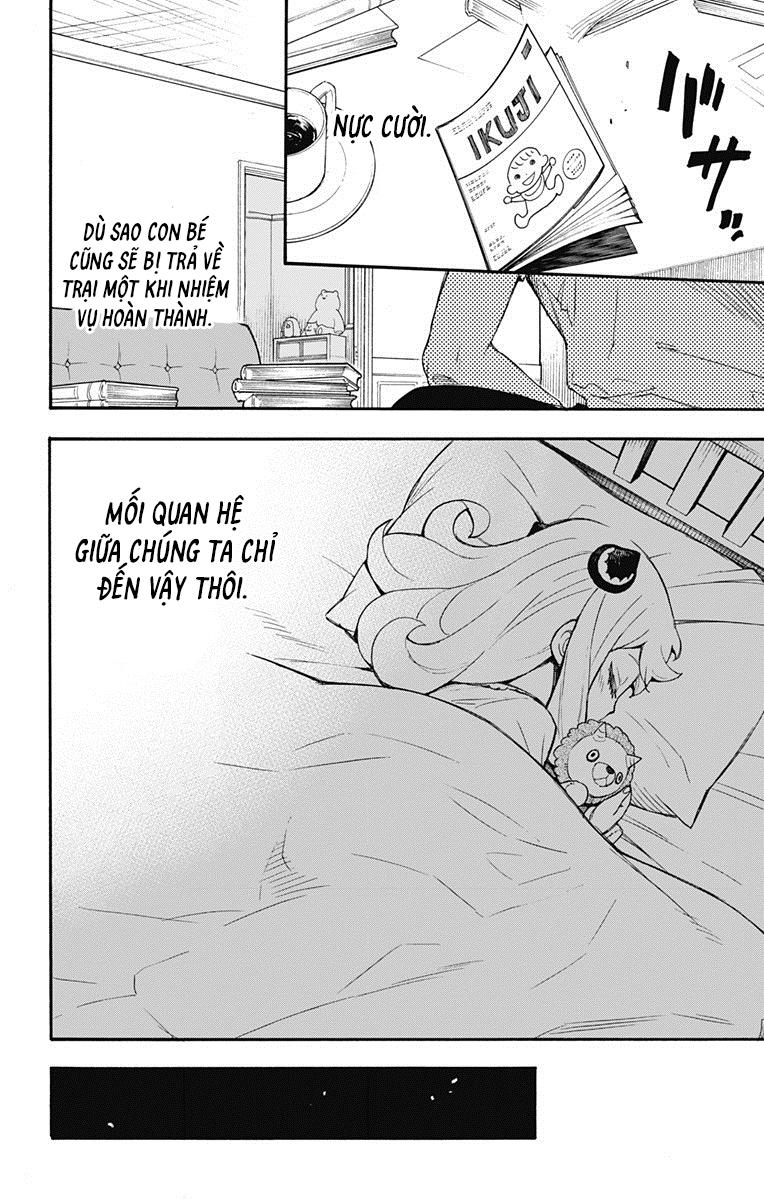 NỰC CƯỜI.
IKUJI
DÙ SAO CON BÉ
CŨNG SẼ BỊ TRẢ VỀ
TRẠI MỘT KHI NHIỆM
VỤ HOÀN THÀNH.
MỐI QUAN HỆ
GIỮA CHÚNG TA CHỈ
ĐẾN VẬY THÔI.